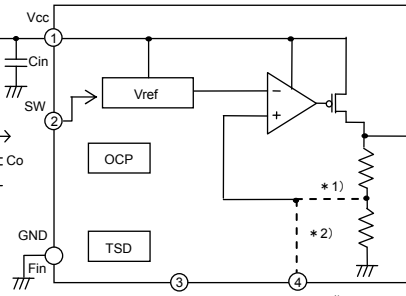 Vcc
1
Cin
SW
2
Vref
−
+
Co
OCP
*1)
*2)
GND
Fin
TSD
3
4